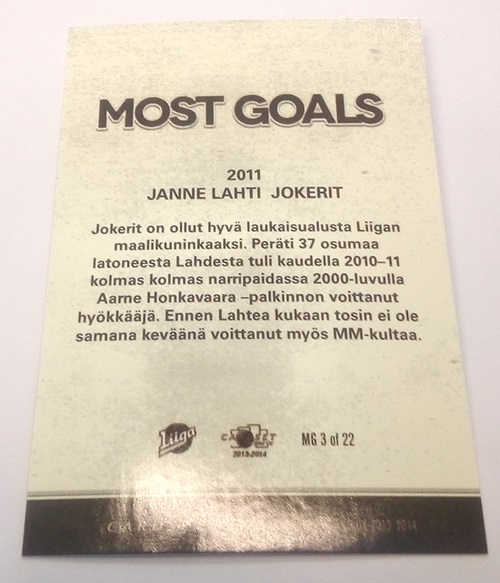 MOST GOALS
2011
JANNE LAHTI JOKERIT
Jokerit on ollut hyvä laukaisualusta Liigan
maalikuninkaaksi. Peräti 37 osumaa
latoneesta Lahdesta tuli kaudella 2010–11
kolmas kolmas narripaidassa 2000-luvulla
Aarne Honkavaara –palkinnon voittanut
hyökkääjä. Ennen Lahtea kukaan tosin ei ole
samana keväänä voittanut myös MM-kultaa.
Liiga
2013-2014
MG 3 of 22
2013-2014